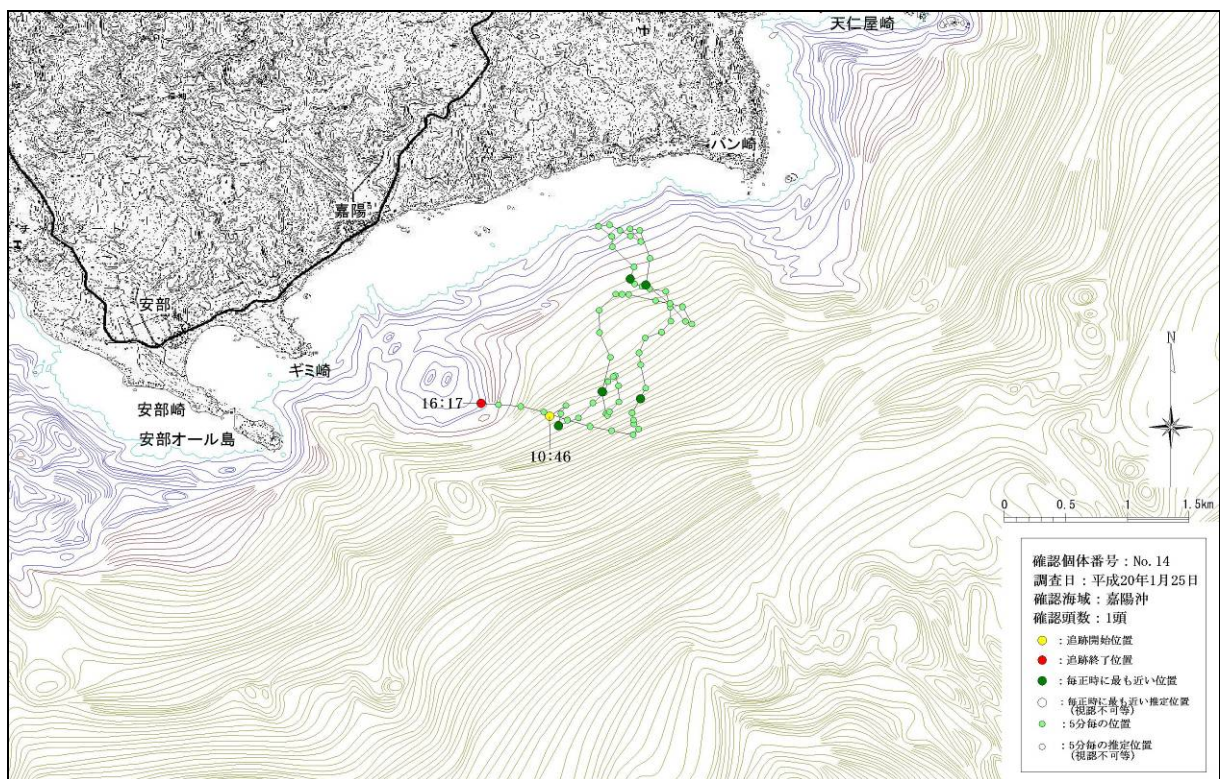 天仁屋崎
バン崎
嘉陽
安部
ギミ崎
安部崎
安部オール島
16:17
10:46
N
0 0.5 1 1.5km
確認個体番号：No.14
調査日：平成20年1月25日
確認海域：嘉陽沖
確認頭数：1頭
：追跡開始位置
：追跡終了位置
：毎正時に最も近い位置
：毎正時に最も近い推定位置
(視認不可等)
：5分毎の位置
：5分毎の推定位置
(視認不可等)